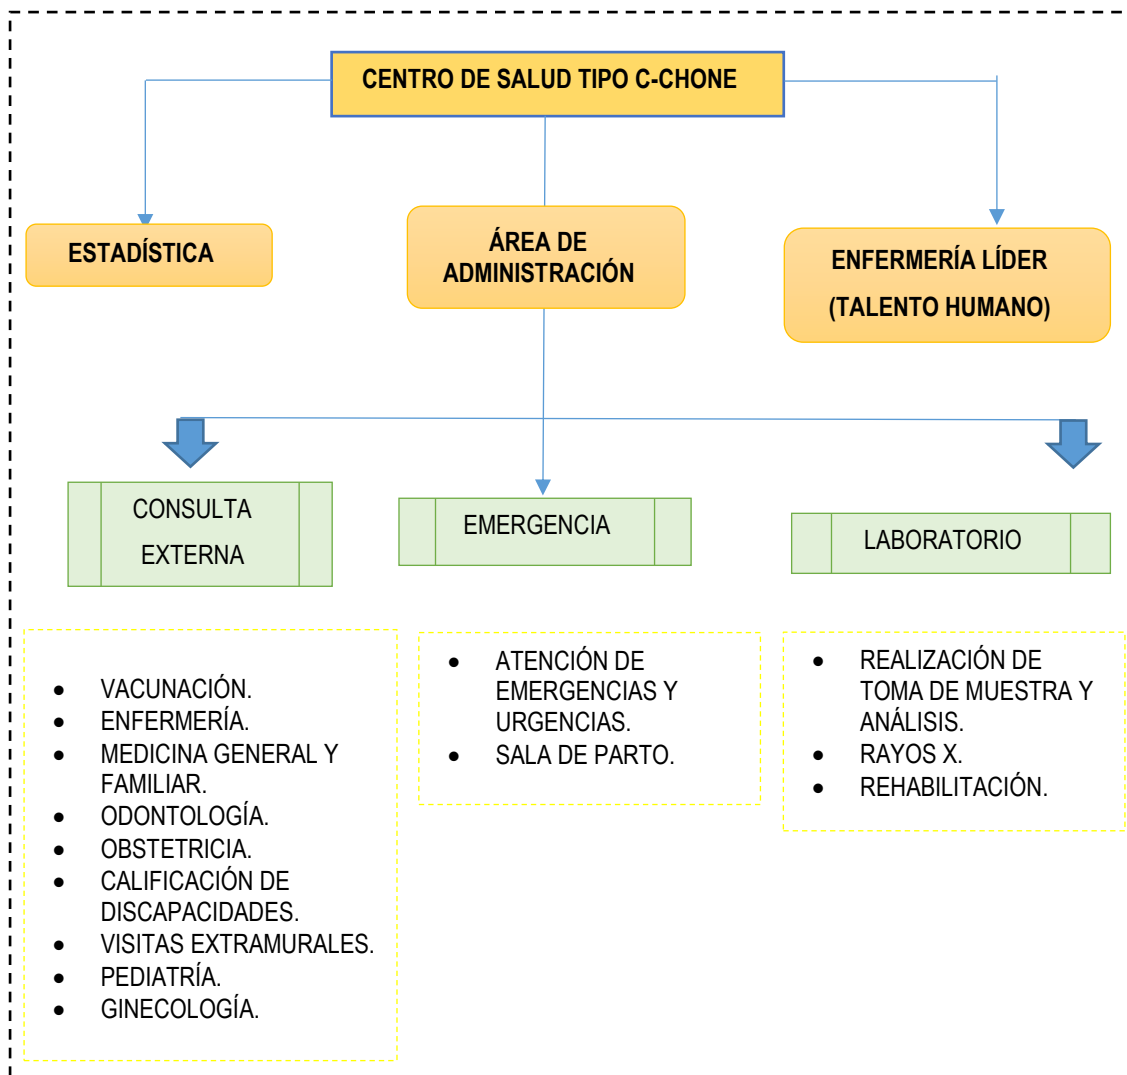 CENTRO DE SALUD TIPO C-CHONE
ESTADÍSTICA
ÁREA DE
ADMINISTRACIÓN
ENFERMERÍA LÍDER
(TALENTO HUMANO)
CONSULTA
EXTERNA
EMERGENCIA
LABORATORIO
• VACUNACIÓN.
• ENFERMERÍA.
• MEDICINA GENERAL Y
FAMILIAR.
• ODONTOLOGÍA.
• OBSTETRICIA.
• CALIFICACIÓN DE
DISCAPACIDADES.
• VISITAS EXTRAMURALES.
• PEDIATRÍA.
• GINECOLOGÍA.
• ATENCIÓN DE
EMERGENCIAS Y
URGENCIAS.
• SALA DE PARTO.
• REALIZACIÓN DE
TOMA DE MUESTRA Y
ANÁLISIS.
• RAYOS X.
• REHABILITACIÓN.